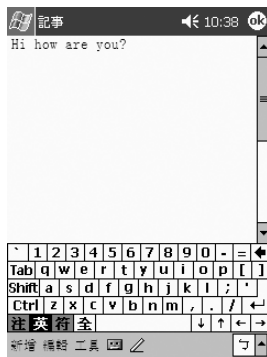 記事 10:38 ok
Hi how are you?
` 1 2 3 4 5 6 7 8 9 0 - =
Tab q w e r t y u i o p [ ]
Shift a s d f g h j k l ; '
Ctrl z x c v b n m , . /
注 英 符 全
新增 編輯 工具 ㄅ